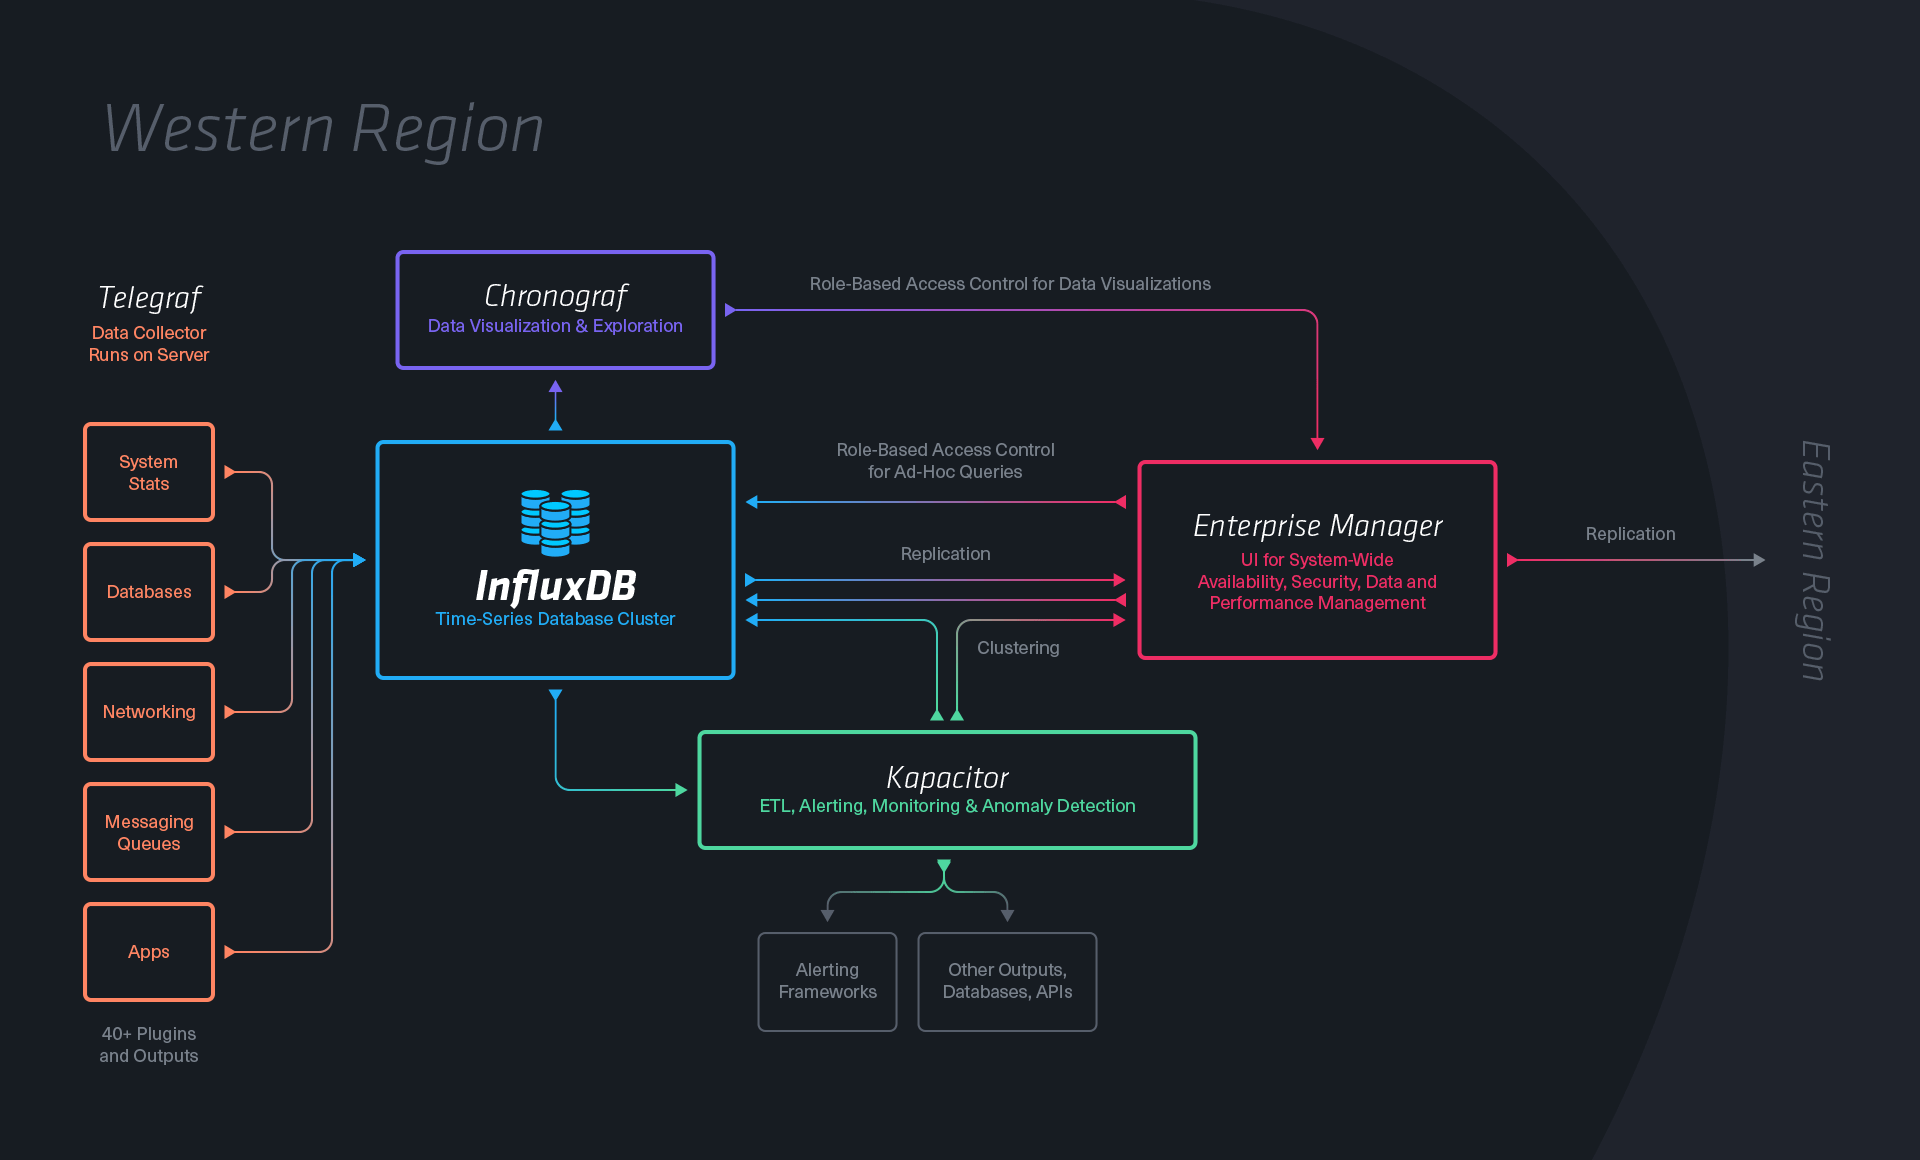 Western Region
Telegraf
Data Collector
Runs on Server
System
Stats
Databases
Networking
Messaging
Queues
Apps
40+ Plugins
and Outputs
Chronograf
Data Visualization & Exploration
Role-Based Access Control for Data Visualizations
InfluxDB
Time-Series Database Cluster
Role-Based Access Control
for Ad-Hoc Queries
Replication
Clustering
Enterprise Manager
UI for System-Wide
Availability, Security, Data and
Performance Management
Replication
Eastern Region
Kapacitor
ETL, Alerting, Monitoring & Anomaly Detection
Alerting
Frameworks
Other Outputs,
Databases, APIs